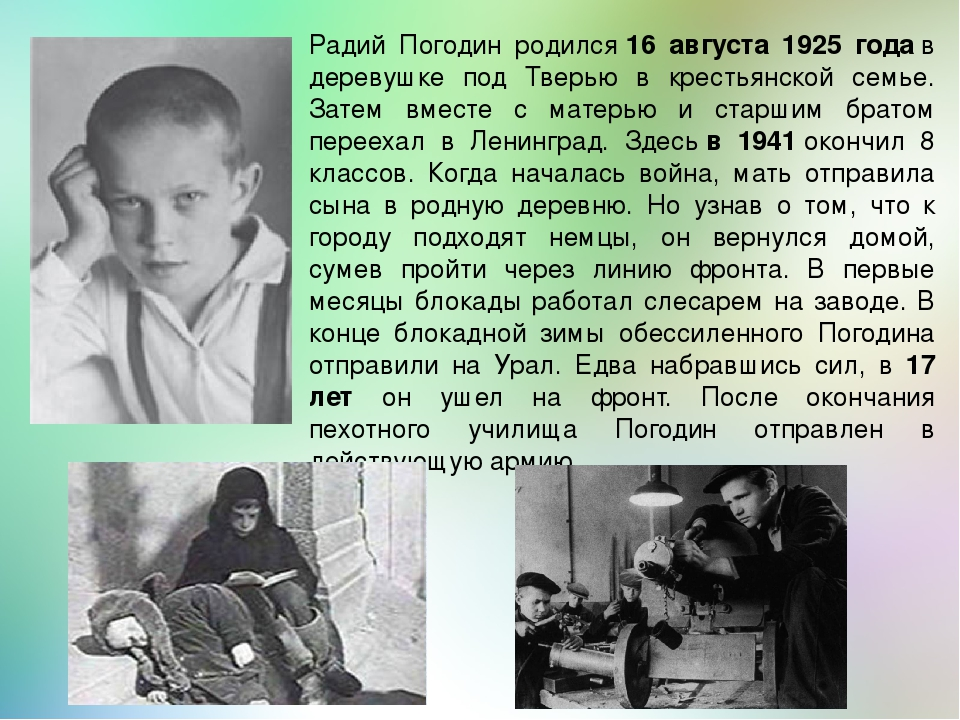 Радий Погодин родился 16 августа 1925 года в
деревушке под Тверью в крестьянской семье.
Затем вместе с матерью и старшим братом
переехал в Ленинград. Здесь в 1941 окончил 8
классов. Когда началась война, мать отправила
сына в родную деревню. Но узнав о том, что к
городу подходят немцы, он вернулся домой,
сумев пройти через линию фронта. В первые
месяцы блокады работал слесарем на заводе. В
конце блокадной зимы обессиленного Погодина
отправили на Урал. Едва набравшись сил, в 17
лет он ушел на фронт. После окончания
пехотного училища Погодин отправлен в
действующую армию.